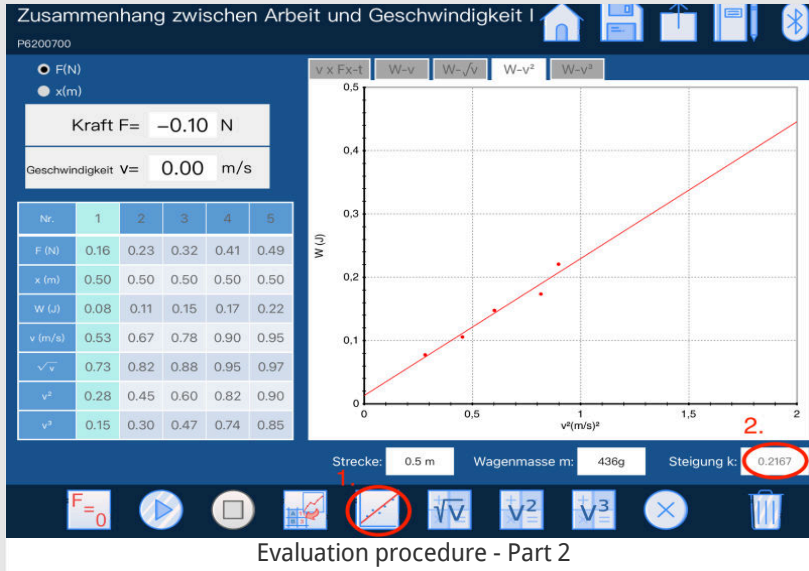 Zusammenhang zwischen Arbeit und Geschwindigkeit I
P6200700
F(N)
x(m)
Kraft F= −0.10 N
Geschwindigkeit V= 0.00 m/s
Nr. 1 2 3 4 5
F (N) 0.16 0.23 0.32 0.41 0.49
x (m) 0.50 0.50 0.50 0.50 0.50
W (J) 0.08 0.11 0.15 0.17 0.22
v (m/s) 0.53 0.67 0.78 0.90 0.95
√v 0.73 0.82 0.88 0.95 0.97
v² 0.28 0.45 0.60 0.82 0.90
v³ 0.15 0.30 0.47 0.74 0.85
v x Fx-t W-v W-√v W-v² W-v³
0,5
0,4
0,3
0,2
0,1
0
W (J)
0 0,5 1 1,5 2
v²(m/s)²
2.
Strecke: 0.5 m Wagenmasse m: 436g Steigung k: 0.2167
1.
F=0 √v v² v³
Evaluation procedure - Part 2